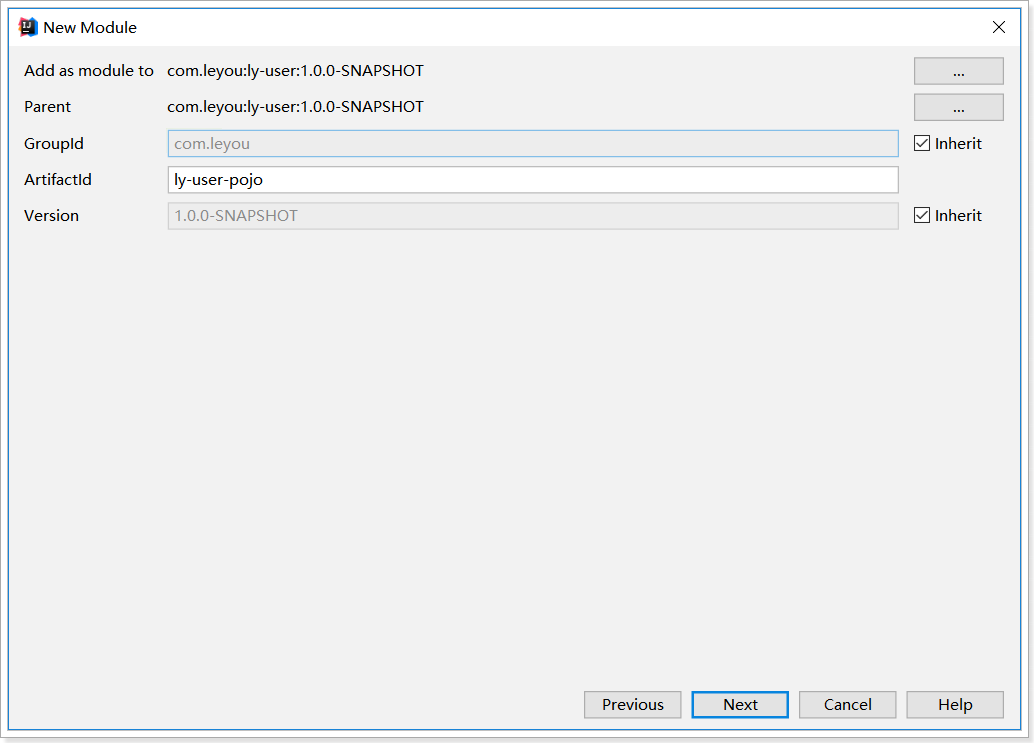 New Module
Add as module to com.leyou:ly-user:1.0.0-SNAPSHOT ...
Parent com.leyou:ly-user:1.0.0-SNAPSHOT ...
GroupId com.leyou Inherit
ArtifactId ly-user-pojo
Version 1.0.0-SNAPSHOT Inherit
Previous Next Cancel Help